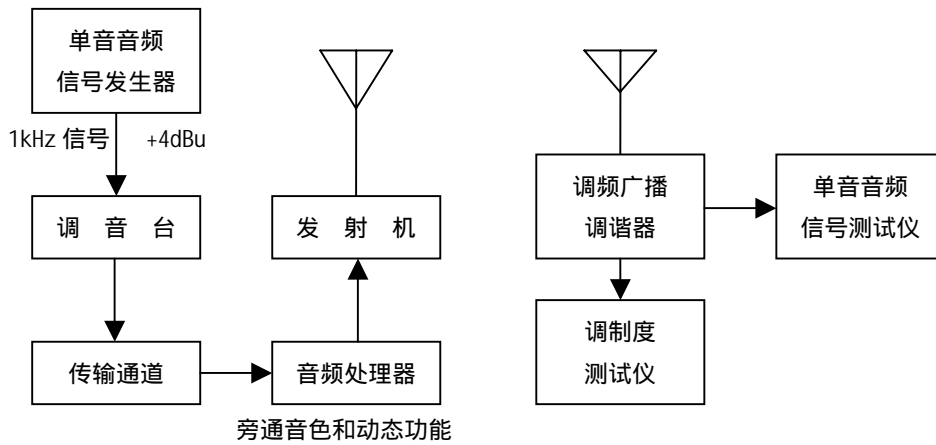 单音音频
信号发生器
1kHz 信号 +4dBu
调 音 台
传输通道
发 射 机
音频处理器
旁通音色和动态功能
调频广播
调谐器
单音音频
信号测试仪
调制度
测试仪